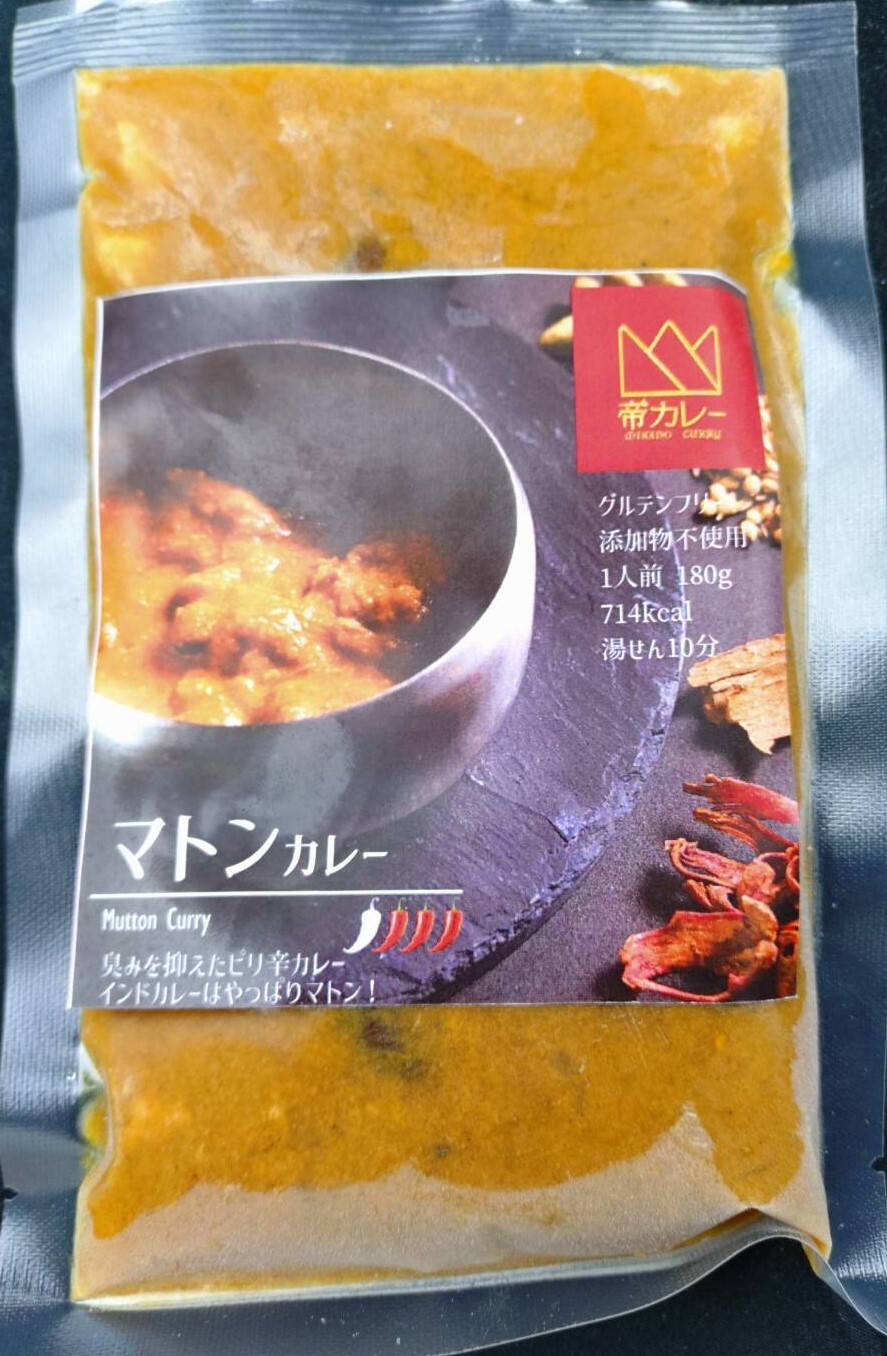 帝カレー
MIKADO CURRY
グルテンフリー
添加物不使用
1人前 180g
714kcal
湯せん10分
マトンカレー
Mutton Curry
臭みを抑えたピリ辛カレー
インドカレーはやっぱりマトン！